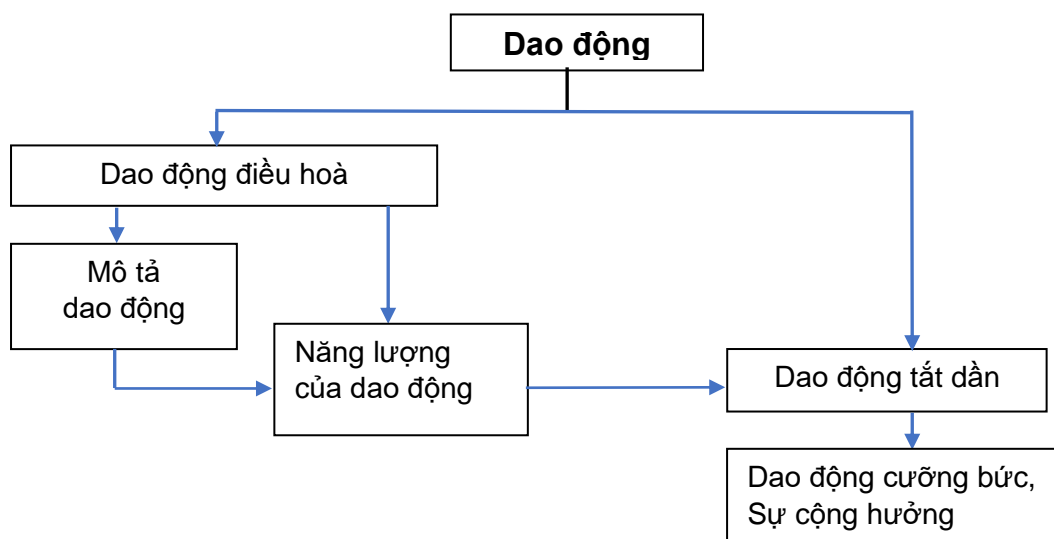 Dao động
Dao động điều hoà
Mô tả
dao động
Năng lượng
của dao động
Dao động tắt dần
Dao động cưỡng bức,
Sự cộng hưởng